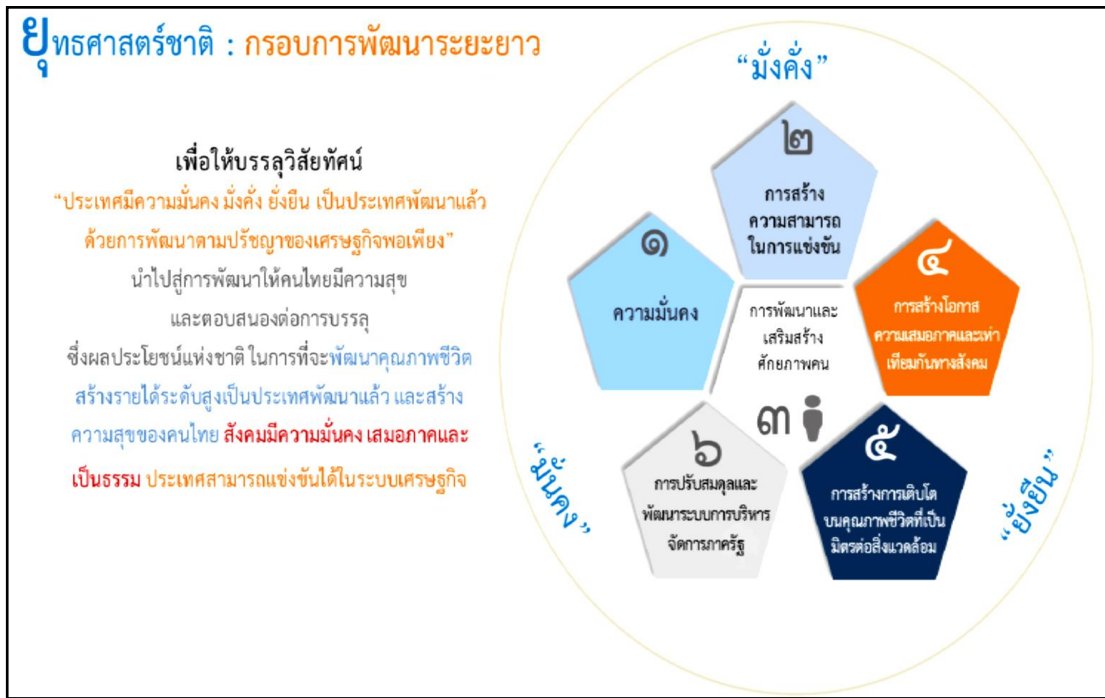 ยุทธศาสตร์ชาติ : กรอบการพัฒนาระยะยาว
เพื่อให้บรรลุวิสัยทัศน์
“ประเทศมีความมั่นคง มั่งคั่ง ยั่งยืน เป็นประเทศพัฒนาแล้ว
ด้วยการพัฒนาตามปรัชญาของเศรษฐกิจพอเพียง”
นำไปสู่การพัฒนาให้คนไทยมีความสุข
และตอบสนองต่อการบรรลุ
ซึ่งผลประโยชน์แห่งชาติ ในการที่จะพัฒนาคุณภาพชีวิต
สร้างรายได้ระดับสูงเป็นประเทศพัฒนาแล้ว และสร้าง
ความสุขของคนไทย สังคมมีความมั่นคง เสมอภาคและ
เป็นธรรม ประเทศสามารถแข่งขันได้ในระบบเศรษฐกิจ
“มั่งคั่ง”
๑
ความมั่นคง
๒
การสร้าง
ความสามารถ
ในการแข่งขัน
การพัฒนาและ
เสริมสร้าง
ศักยภาพคน
๓
๔
การสร้างโอกาส
ความเสมอภาคและเท่า
เทียมกันทางสังคม
๕
การสร้างการเติบโต
บนคุณภาพชีวิตที่เป็น
มิตรต่อสิ่งแวดล้อม
๖
การปรับสมดุลและ
พัฒนาระบบการบริหาร
จัดการภาครัฐ
“มั่นคง”
“ยั่งยืน”